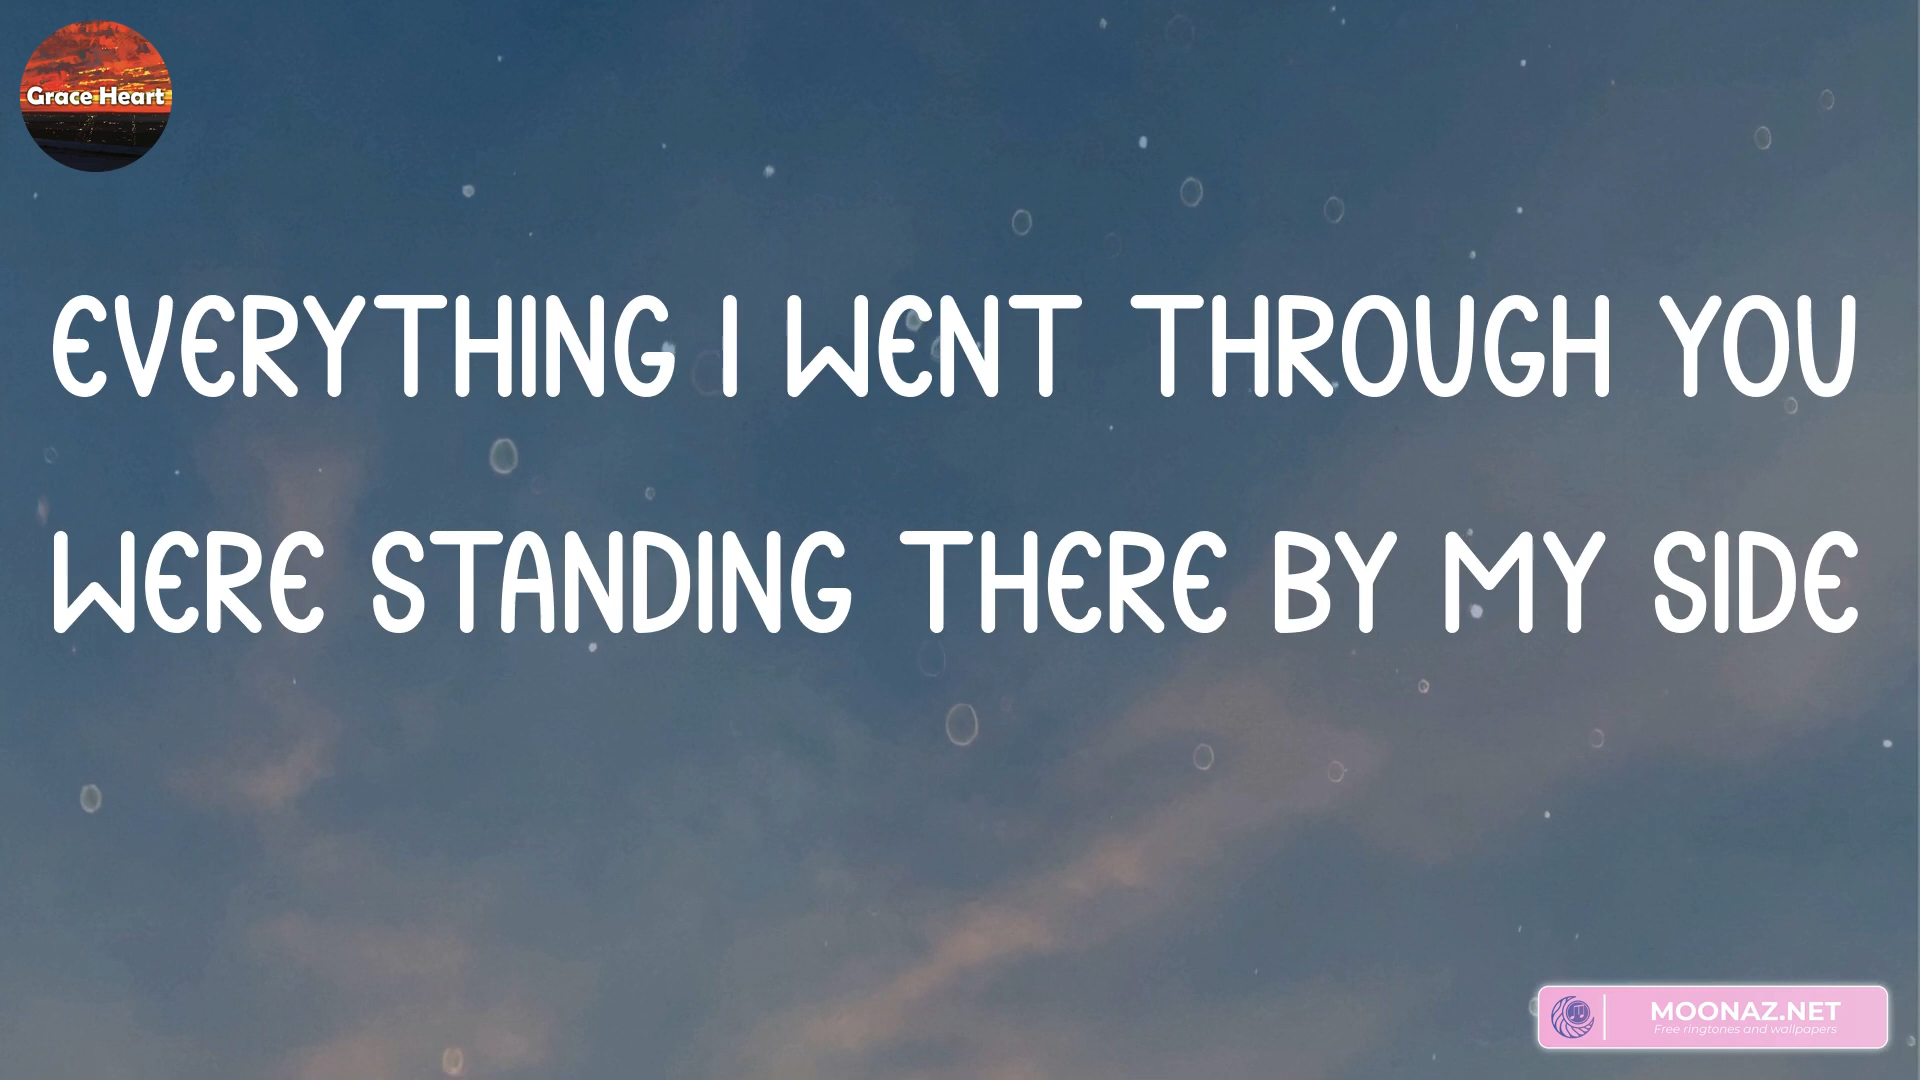 Grace Heart
EVERYTHING I WENT THROUGH YOU
WERE STANDING THERE BY MY SIDE
MOONAZ.NET
Free ringtones and wallpapers